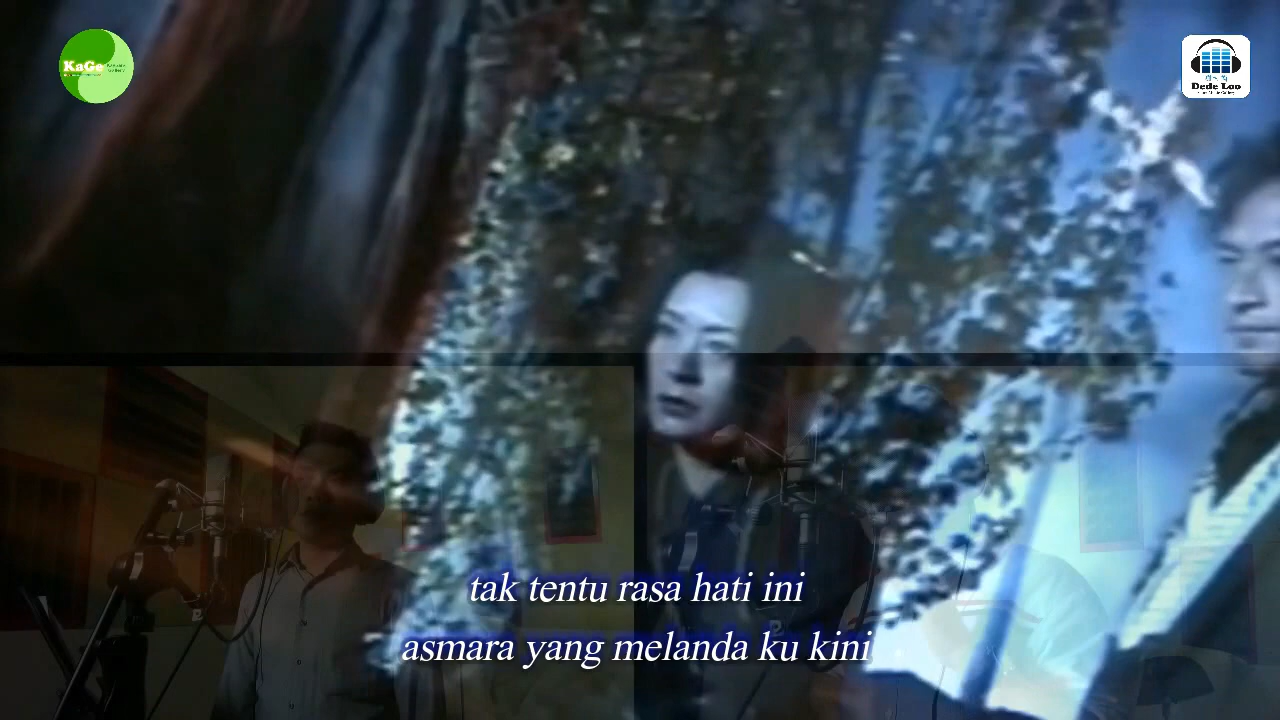 KaGe
Dede Loo
tak tentu rasa hati ini
asmara yang melanda ku kini